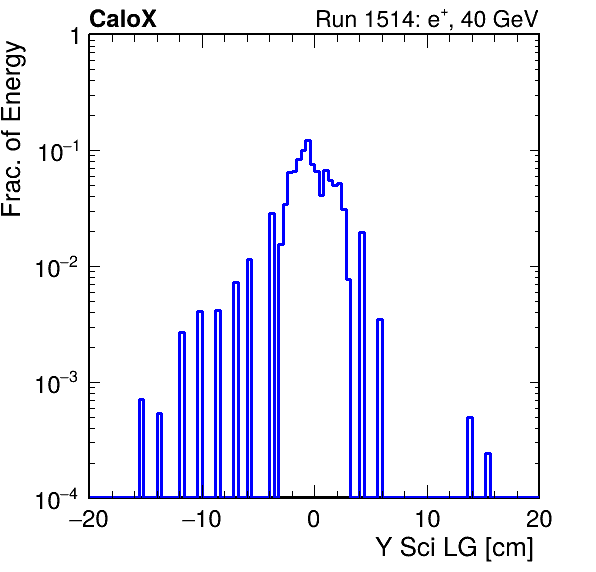 CaloX
Run 1514: e⁺, 40 GeV
Frac. of Energy
1
10⁻¹
10⁻²
10⁻³
10⁻⁴
−20
−10
0
10
20
Y Sci LG [cm]